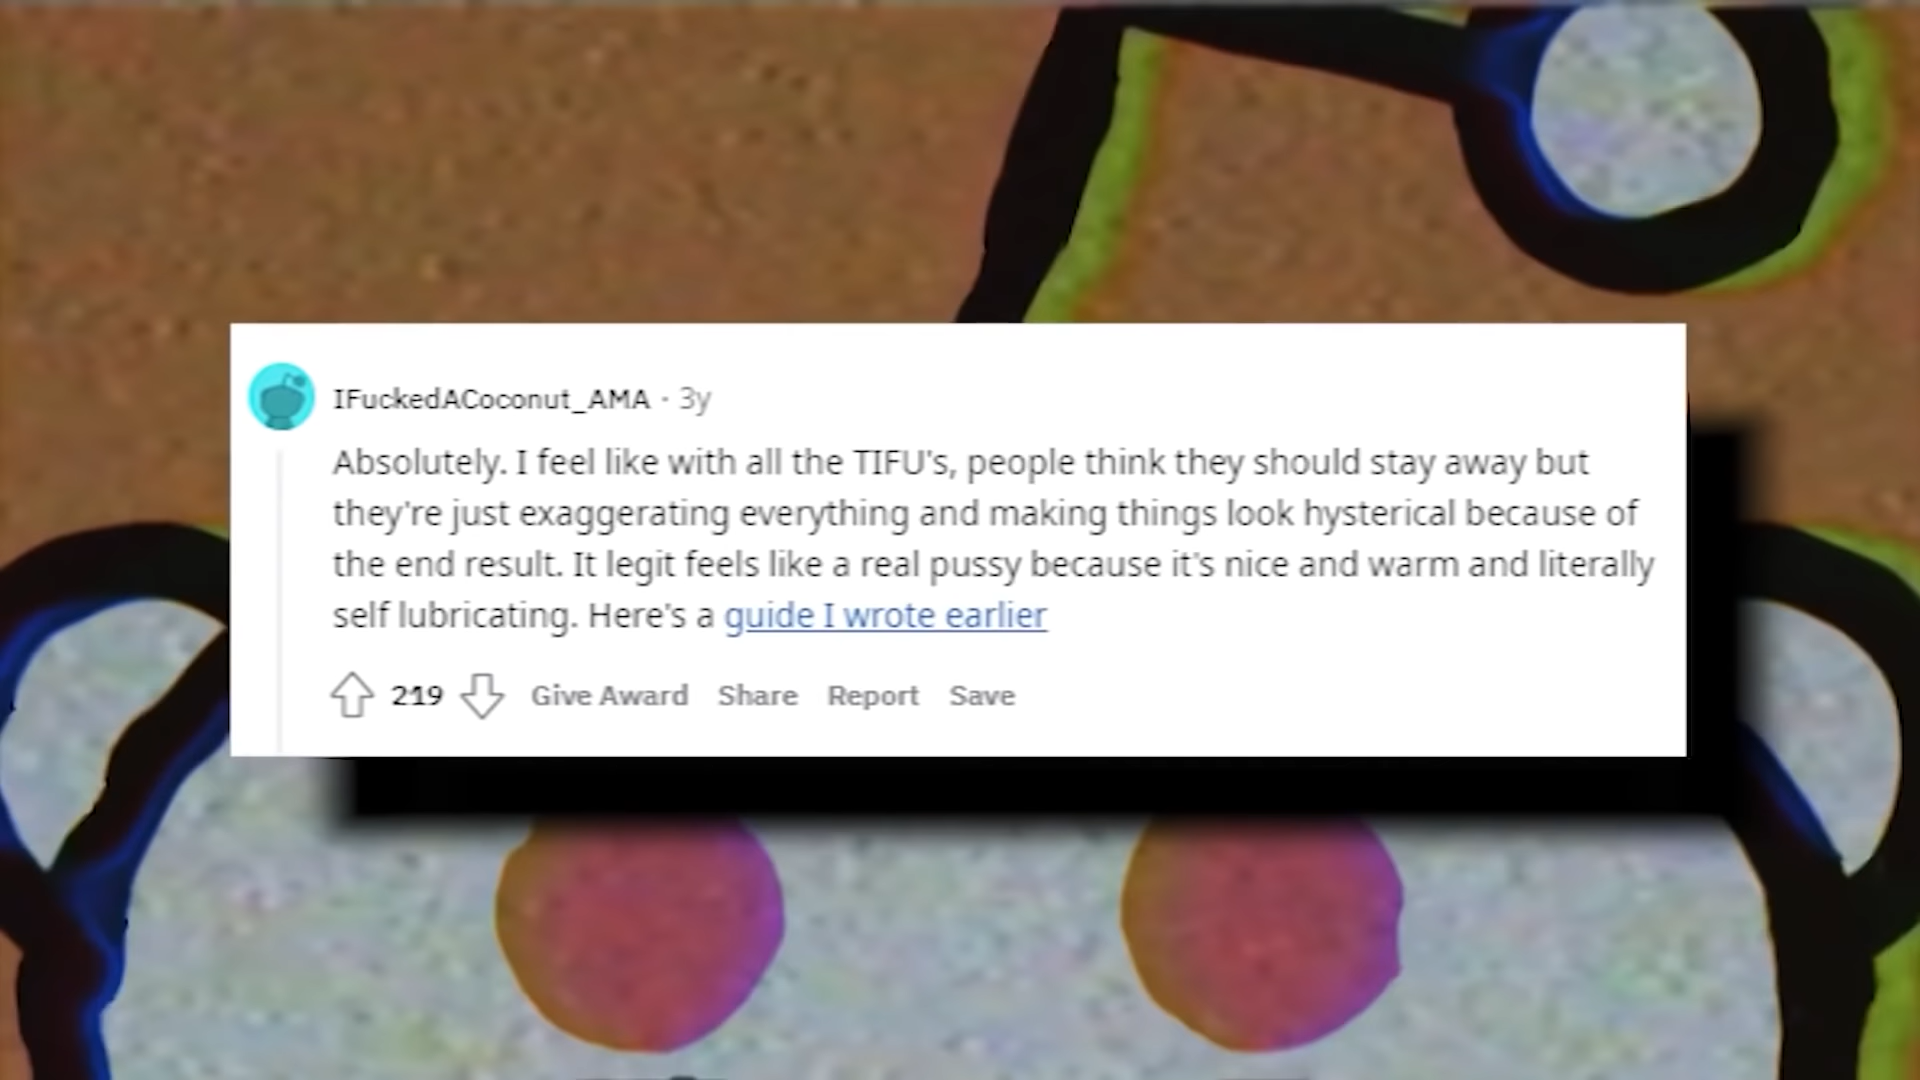 IFuckedACoconut_AMA · 3y
Absolutely. I feel like with all the TIFU's, people think they should stay away but
they're just exaggerating everything and making things look hysterical because of
the end result. It legit feels like a real pussy because it's nice and warm and literally
self lubricating. Here's a guide I wrote earlier
219 Give Award Share Report Save